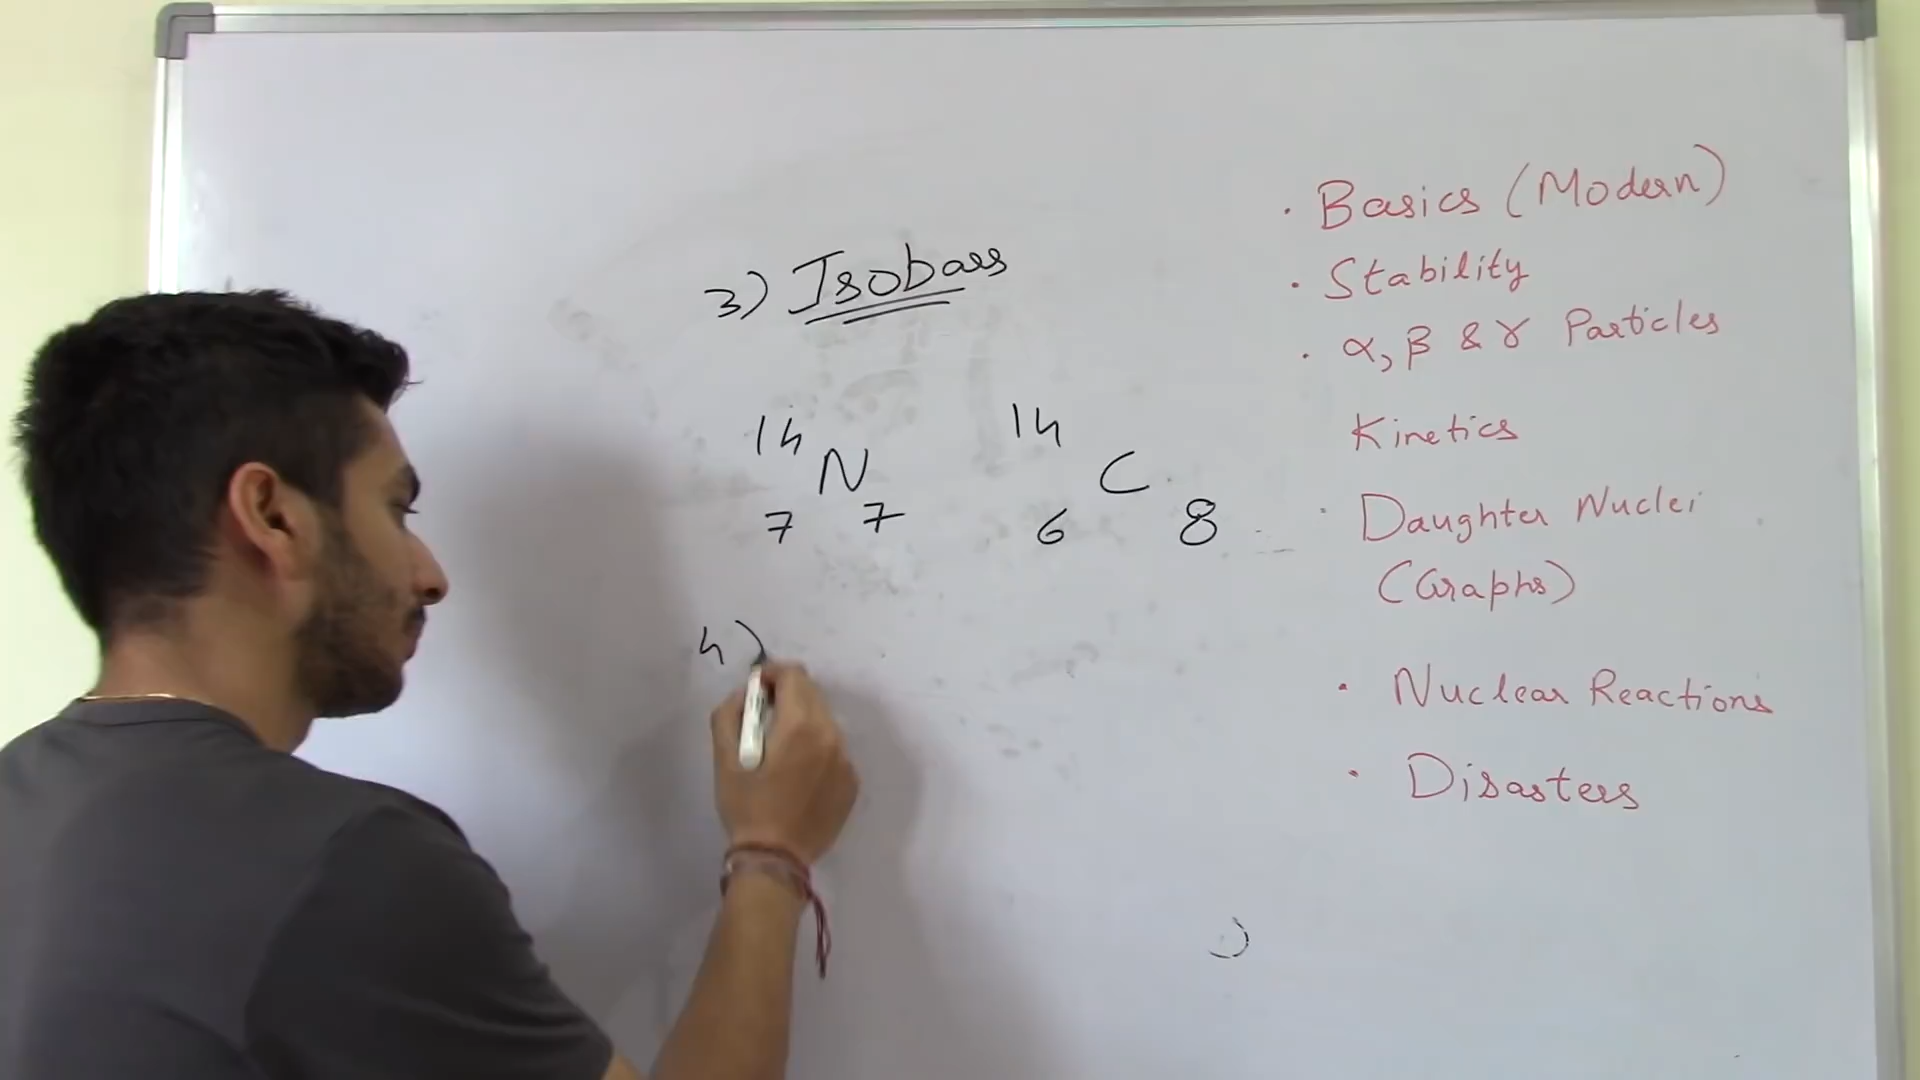 3) Isobars
14 14
N C
7 7 6 8
4)
· Basics (Modern)
· Stability
· α, β & γ Particles
Kinetics
· Daughter Nuclei
(Graphs)
· Nuclear Reactions
· Disasters